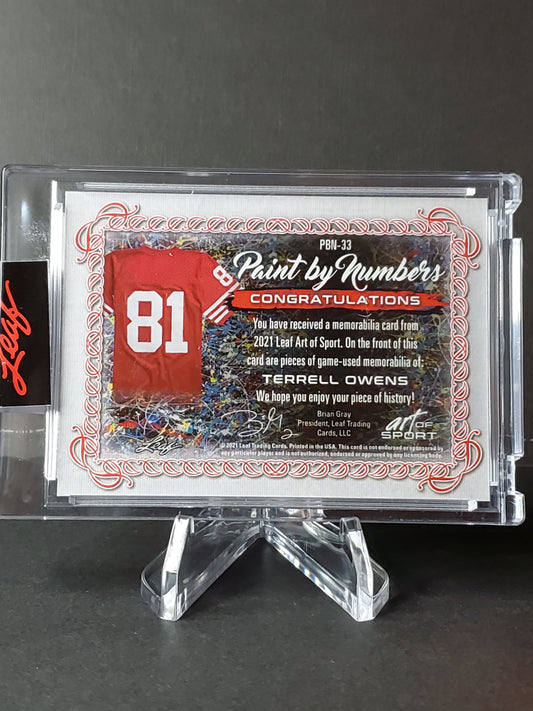 PBN-33
Paint by Numbers
CONGRATULATIONS
You have received a memorabilia card from
2021 Leaf Art of Sport. On the front of this
card are pieces of game-used memorabilia of:
TERRELL OWENS
We hope you enjoy your piece of history!
Brian Gray
President, Leaf Trading
Cards, LLC
art OF
SPORT
© 2021 Leaf Trading Cards. Printed in the USA. This card is not endorsed or sponsored by
any particular player and is not authorized, endorsed or approved by any licensing body.
81
81
Leaf
Leaf